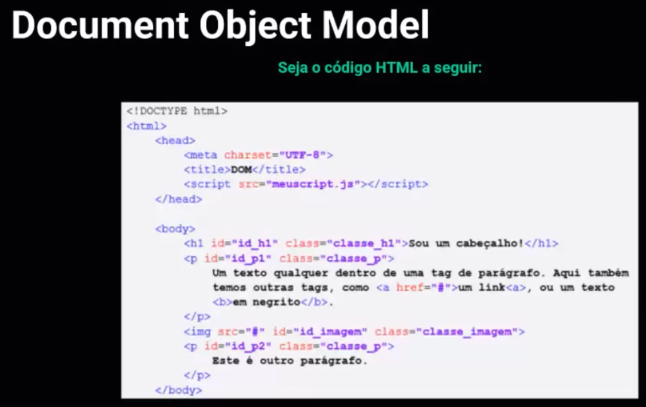 Document Object Model
Seja o código HTML a seguir:
<!DOCTYPE html>
<html>
<head>
<meta charset="UTF-8">
<title>DOM</title>
<script src="meuscript.js"></script>
</head>
<body>
<h1 id="id_h1" class="classe_h1">Sou um cabeçalho!</h1>
<p id="id_p1" class="classe_p">
Um texto qualquer dentro de uma tag de parágrafo. Aqui também
temos outras tags, como <a href="#">um link<a>, ou um texto
<b>em negrito</b>.
</p>
<img src="#" id="id_imagem" class="classe_imagem">
<p id="id_p2" class="classe_p">
Este é outro parágrafo.
</p>
</body>